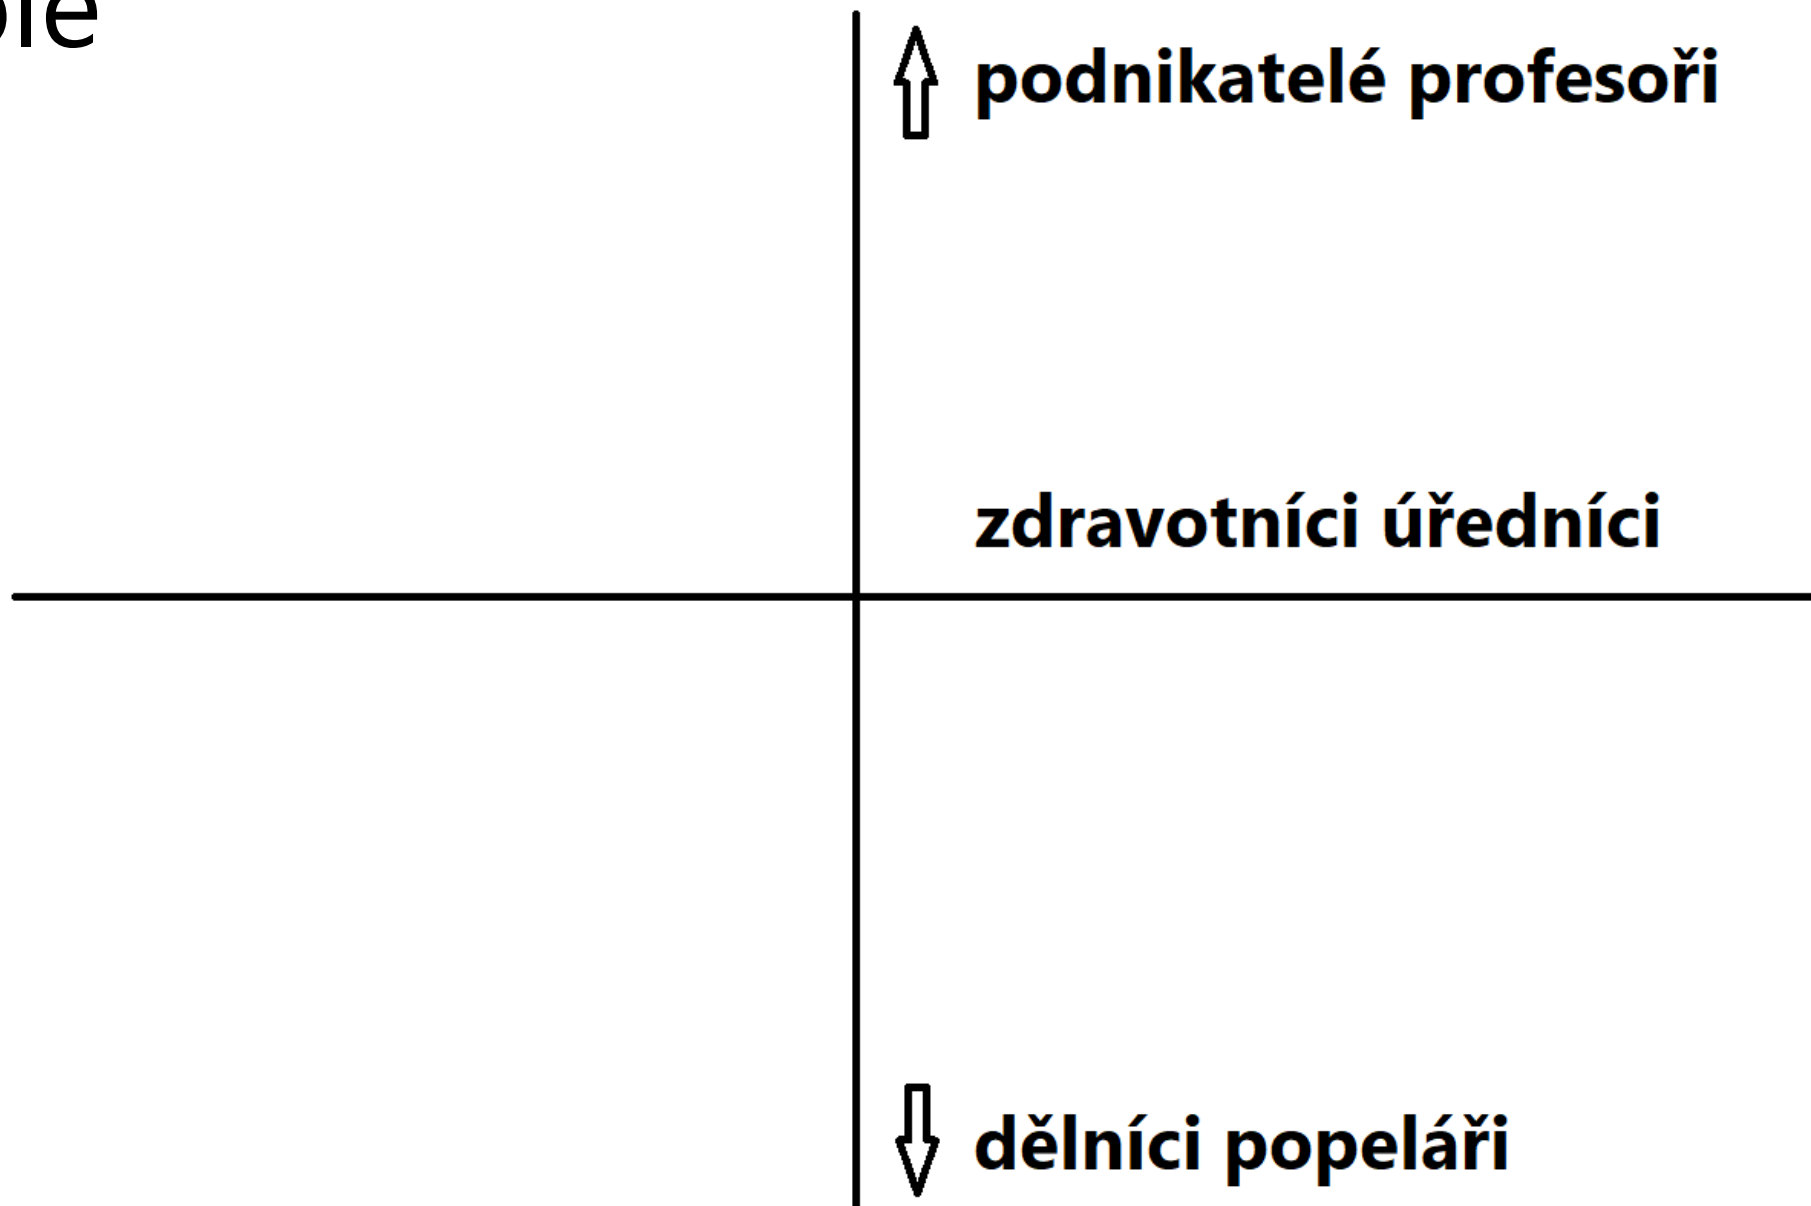 podnikatelé profesoři
zdravotníci úředníci
dělníci popeláři